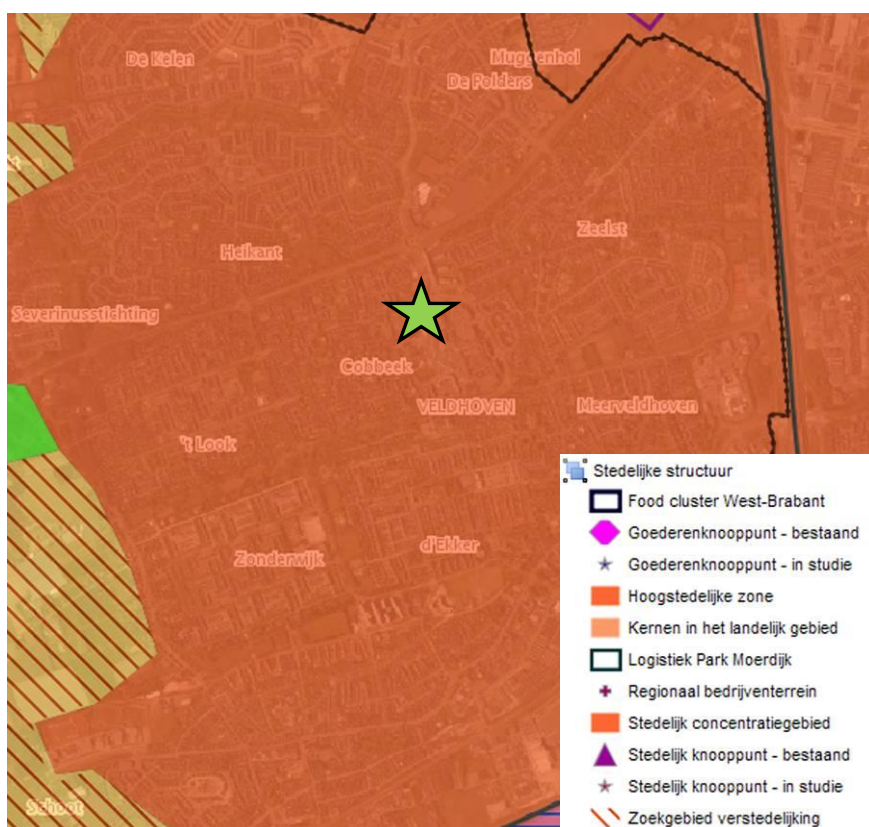 De Kelen
Muggenhol
De Polders
Zeelst
Heikant
Severinusstichting
Cobbeek
VELDHOVEN
Meerveldhoven
't Look
d'Ekker
Zonderwijk
Schoot
Stedelijke structuur
Food cluster West-Brabant
Goederenknooppunt - bestaand
Goederenknooppunt - in studie
Hoogstedelijke zone
Kernen in het landelijk gebied
Logistiek Park Moerdijk
Regionaal bedrijventerrein
Stedelijk concentratiegebied
Stedelijk knooppunt - bestaand
Stedelijk knooppunt - in studie
Zoekgebied verstedelijking